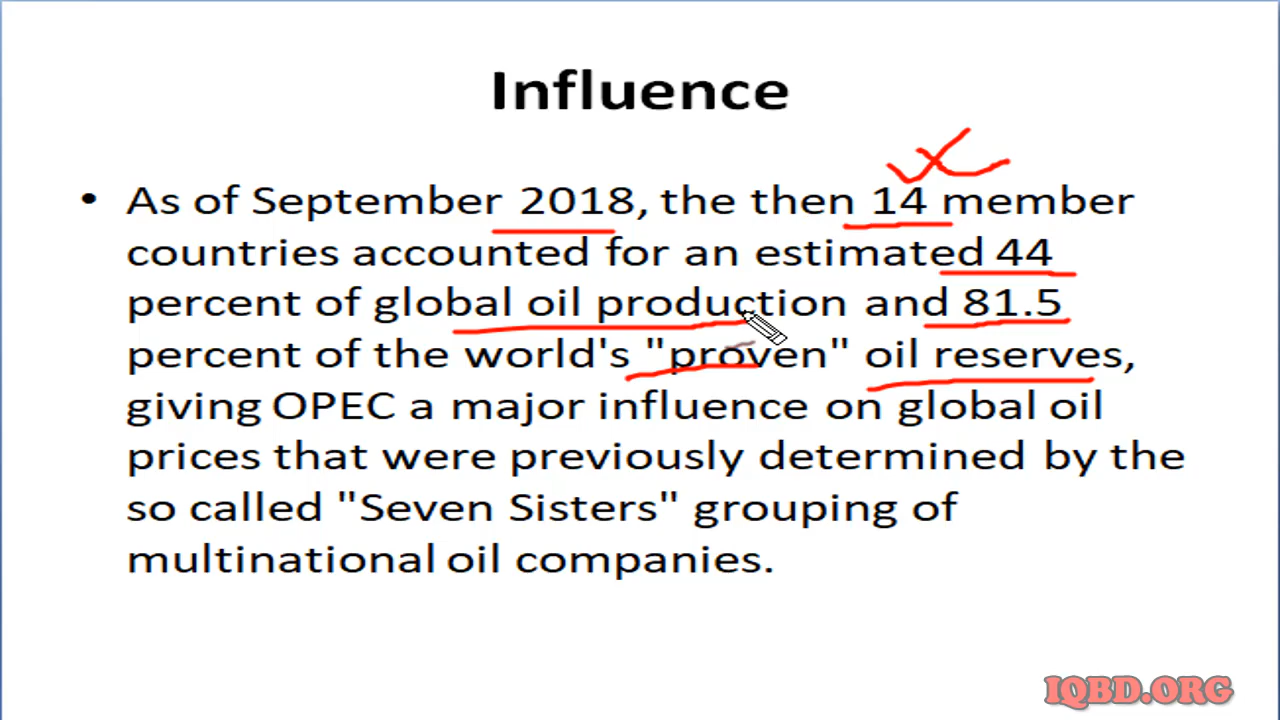 Influence
• As of September 2018, the then 14 member
countries accounted for an estimated 44
percent of global oil production and 81.5
percent of the world's "proven" oil reserves,
giving OPEC a major influence on global oil
prices that were previously determined by the
so called "Seven Sisters" grouping of
multinational oil companies.
IQBD.ORG